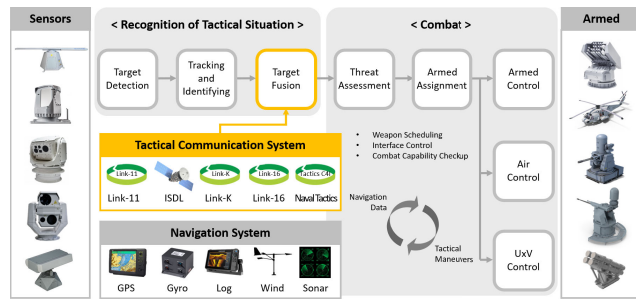 Sensors
< Recognition of Tactical Situation >
< Combat >
Armed
Target
Detection
Tracking
and
Identifying
Target
Fusion
Threat
Assessment
Armed
Assignment
Armed
Control
Tactical Communication System
Link-11
Link-K
Link-16
Tactics C4I
Link-11
ISDL
Link-K
Link-16
Naval Tactics
• Weapon Scheduling
• Interface Control
• Combat Capability Checkup
Air
Control
Navigation
Data
Tactical
Maneuvers
UxV
Control
Navigation System
GPS
Gyro
Log
Wind
Sonar